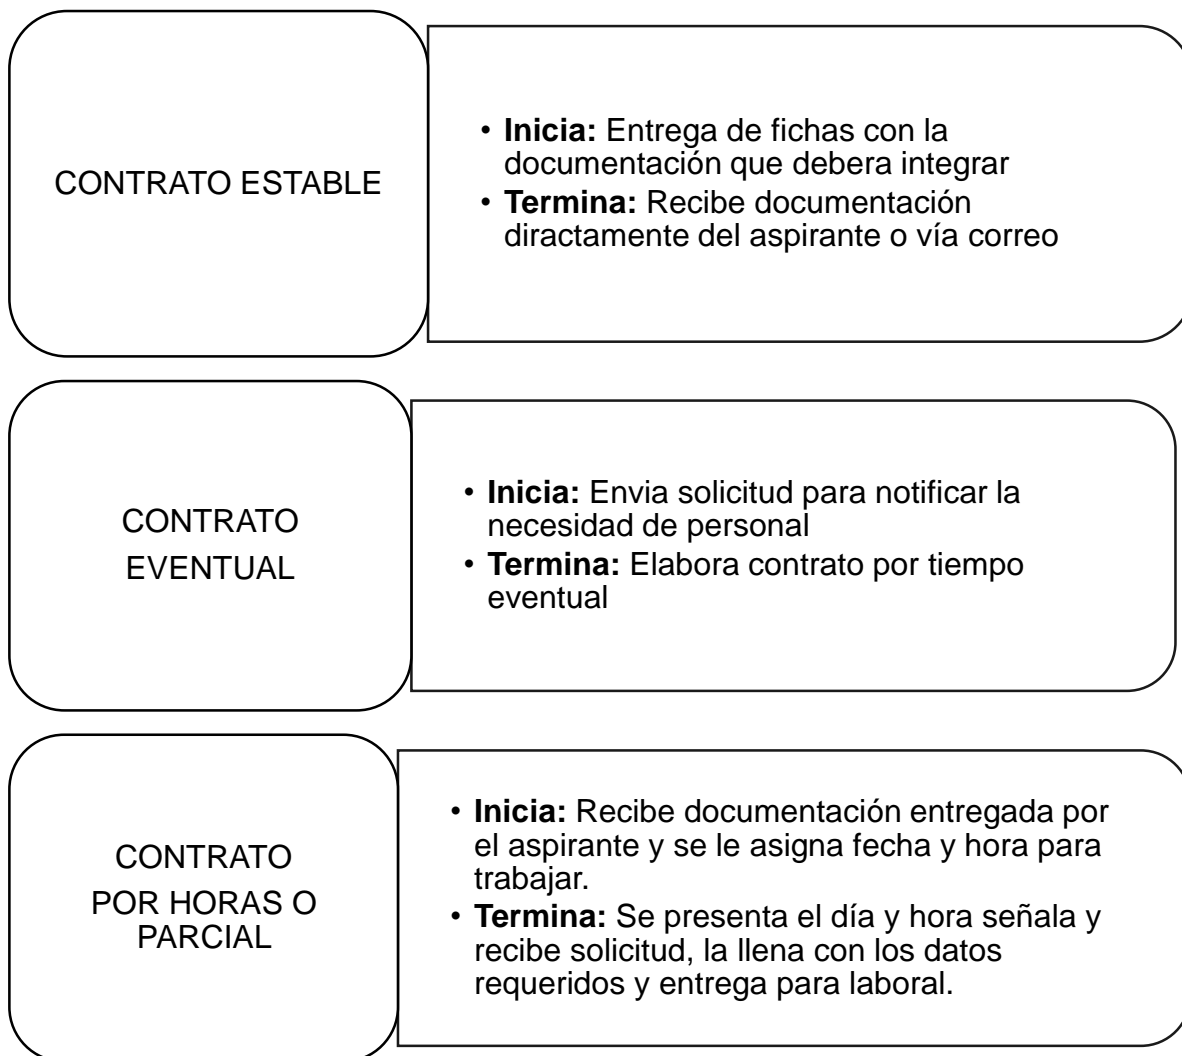 CONTRATO ESTABLE
• Inicia: Entrega de fichas con la
documentación que debera integrar
• Termina: Recibe documentación
diractamente del aspirante o vía correo
CONTRATO
EVENTUAL
• Inicia: Envia solicitud para notificar la
necesidad de personal
• Termina: Elabora contrato por tiempo
eventual
CONTRATO
POR HORAS O
PARCIAL
• Inicia: Recibe documentación entregada por
el aspirante y se le asigna fecha y hora para
trabajar.
• Termina: Se presenta el día y hora señala y
recibe solicitud, la llena con los datos
requeridos y entrega para laboral.